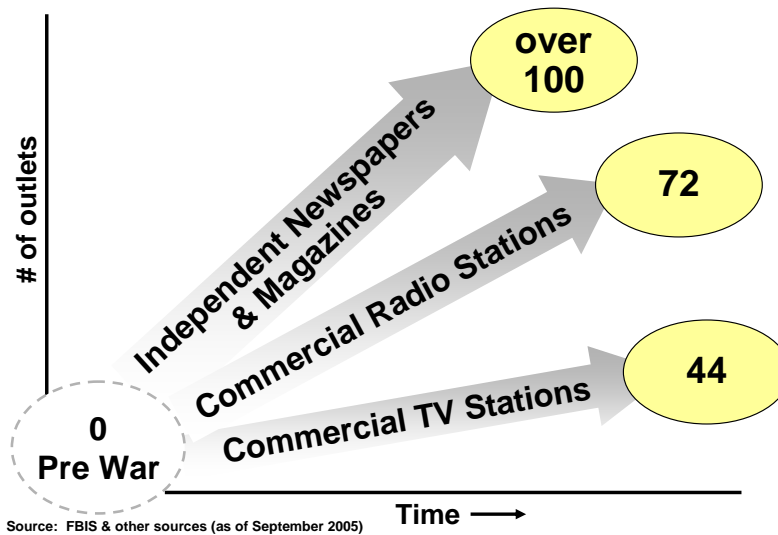 over
100
72
44
# of outlets
Independent Newspapers
& Magazines
Commercial Radio Stations
Commercial TV Stations
0
Pre War
Time
Source: FBIS & other sources (as of September 2005)